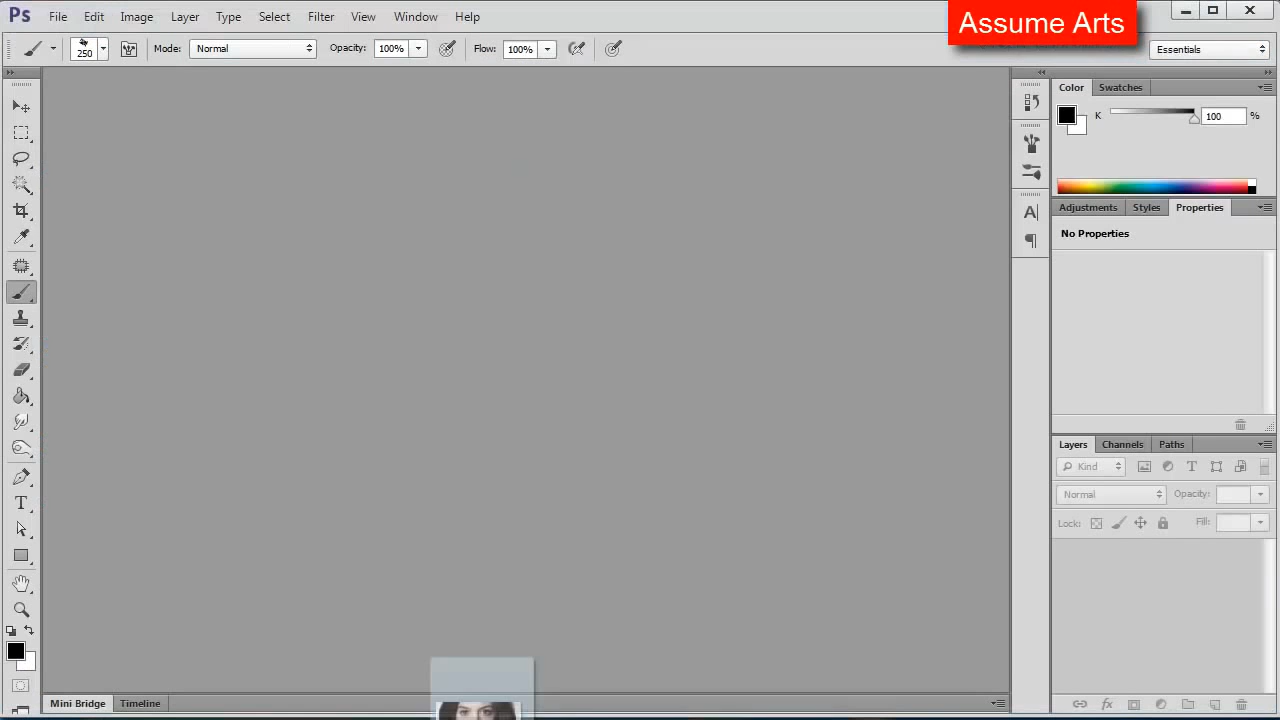 Ps File Edit Image Layer Type Select Filter View Window Help
Assume Arts
250 Mode: Normal Opacity: 100% Flow: 100% Essentials
Color Swatches
K 100 %
Adjustments Styles Properties
No Properties
A
T
Layers Channels Paths
Kind T
Normal Opacity:
Lock: Fill:
fx
Mini Bridge Timeline